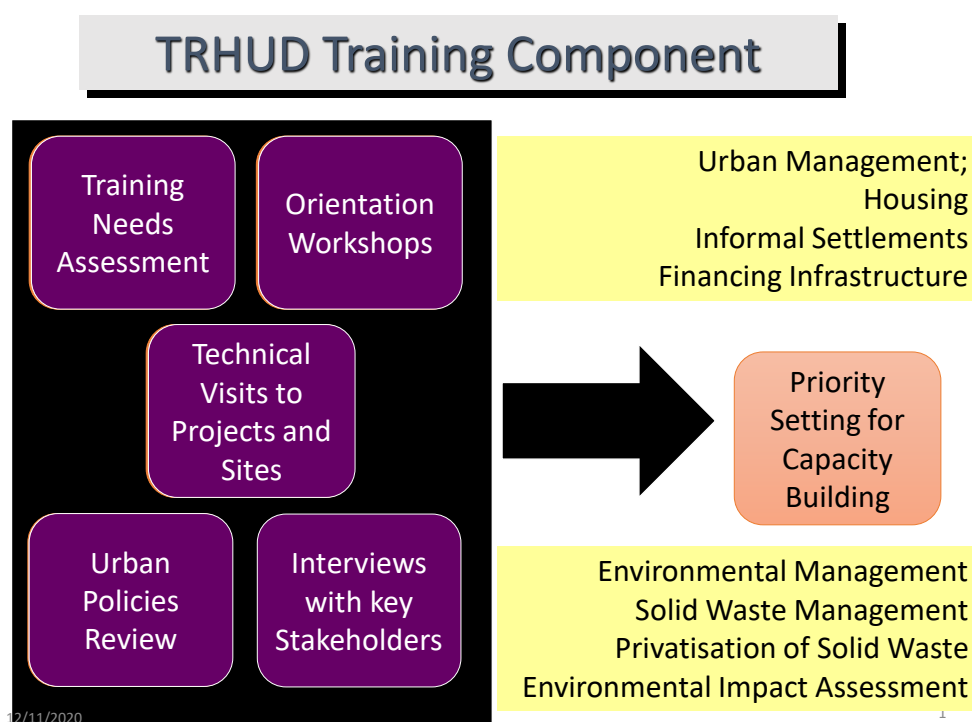 TRHUD Training Component
Training
Needs
Assessment
Orientation
Workshops
Technical
Visits to
Projects and
Sites
Urban
Policies
Review
Interviews
with key
Stakeholders
Urban Management;
Housing
Informal Settlements
Financing Infrastructure
Priority
Setting for
Capacity
Building
Environmental Management
Solid Waste Management
Privatisation of Solid Waste
Environmental Impact Assessment
12/11/2020
1